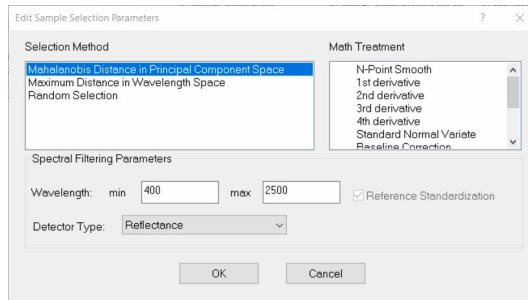 Edit Sample Selection Parameters
Selection Method
Mahalanobis Distance in Principal Component Space
Maximum Distance in Wavelength Space
Random Selection
Math Treatment
N-Point Smooth
1st derivative
2nd derivative
3rd derivative
4th derivative
Standard Normal Variate
Baseline Correction
Spectral Filtering Parameters
Wavelength: min 400 max 2500 Reference Standardization
Detector Type: Reflectance
OK Cancel